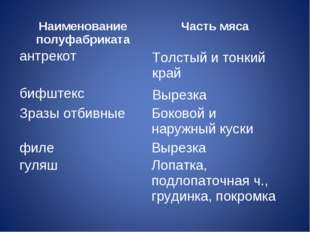 Наименование полуфабриката Часть мяса
антрекот Толстый и тонкий край
бифштекс Вырезка
Зразы отбивные Боковой и наружный куски
филе Вырезка
гуляш Лопатка, подлопаточная ч., грудинка, покромка